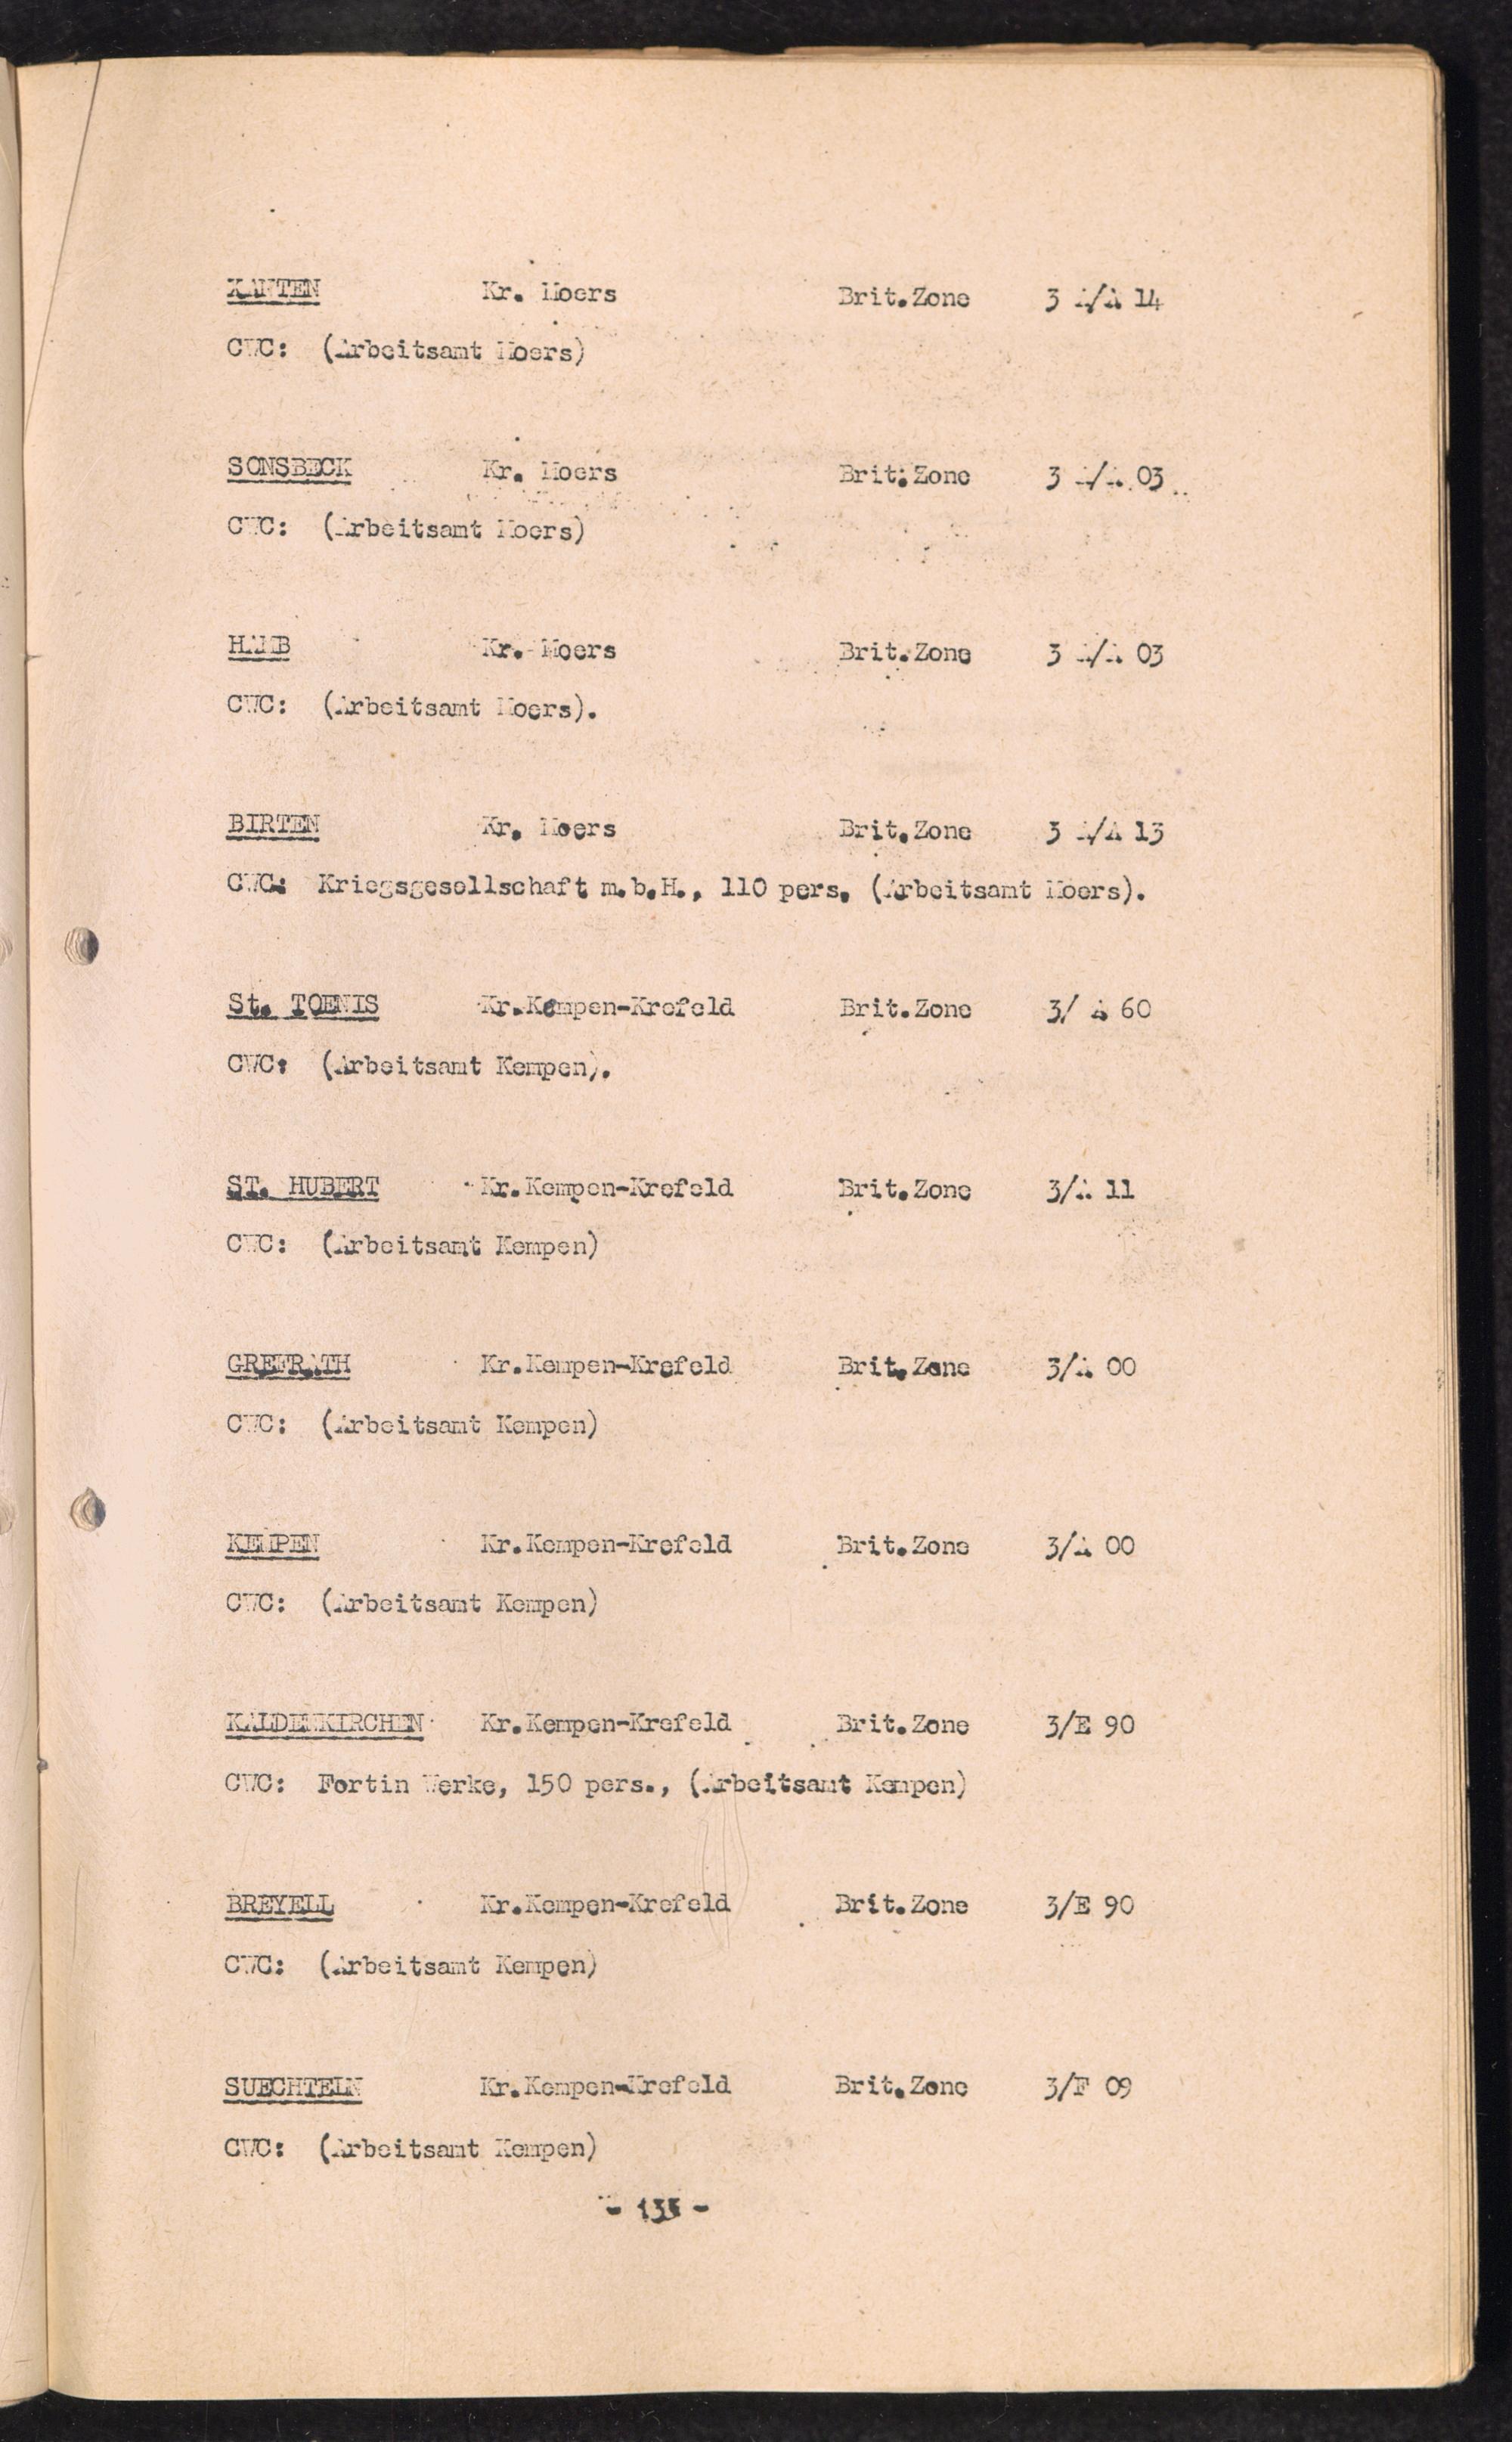 XANTEN Kr. Moers Brit.Zone 3 A/A 14
CWC: (Arbeitsamt Moers)
SONSBECK Kr. Moers Brit.Zone 3 A/A 03
CWC: (Arbeitsamt Moers)
HAMB Kr. Moers Brit.Zone 3 A/A 03
CWC: (Arbeitsamt Moers).
BIRTEN Kr. Moers Brit.Zone 3 A/A 13
CWC: Kriegsgesellschaft m.b.H., 110 pers. (Arbeitsamt Moers).
St. TOENIS Kr.Kempen-Krefeld Brit.Zone 3/ A 60
CWC: (Arbeitsamt Kempen).
ST. HUBERT Kr.Kempen-Krefeld Brit.Zone 3/A 11
CWC: (Arbeitsamt Kempen)
GREFRATH Kr.Kempen-Krefeld Brit.Zone 3/A 00
CWC: (Arbeitsamt Kempen)
KEMPEN Kr.Kempen-Krefeld Brit.Zone 3/A 00
CWC: (Arbeitsamt Kempen)
KALDENKIRCHEN Kr.Kempen-Krefeld Brit.Zone 3/E 90
CWC: Fortin Werke, 150 pers., (Arbeitsamt Kempen)
BREYELL Kr.Kempen-Krefeld Brit.Zone 3/E 90
CWC: (Arbeitsamt Kempen)
SUECHTELN Kr.Kempen-Krefeld Brit.Zone 3/F 09
CWC: (Arbeitsamt Kempen)